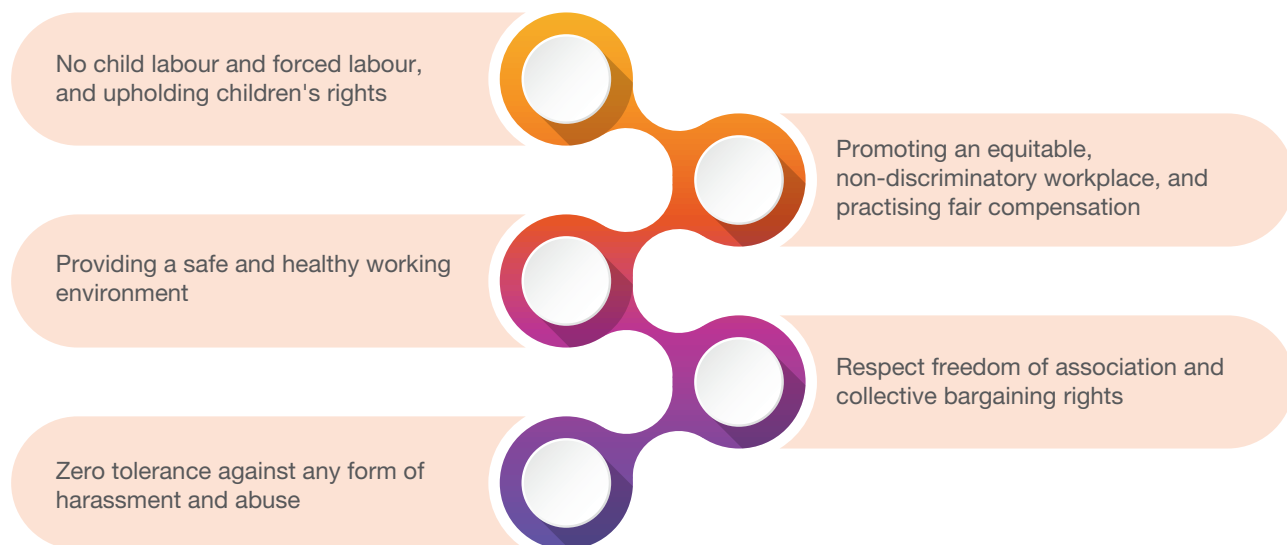 No child labour and forced labour,
and upholding children's rights
Promoting an equitable,
non-discriminatory workplace, and
practising fair compensation
Providing a safe and healthy working
environment
Respect freedom of association and
collective bargaining rights
Zero tolerance against any form of
harassment and abuse